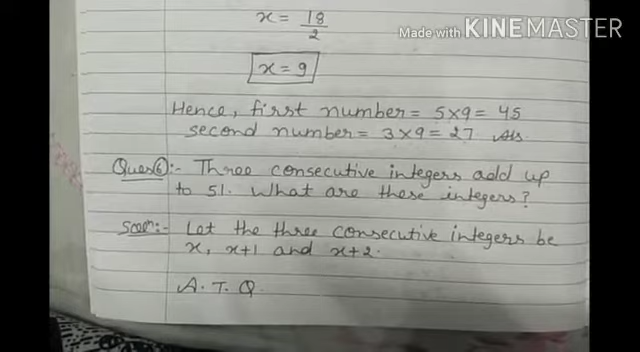 x = 18/2
Made with KINEMASTER
x = 9
Hence, first number = 5×9 = 45
second number = 3×9 = 27 Ans
Ques 6:- Three consecutive integers add up
to 51. What are these integers?
Soln:- Let the three consecutive integers be
x, x+1 and x+2.
A. T. Q.